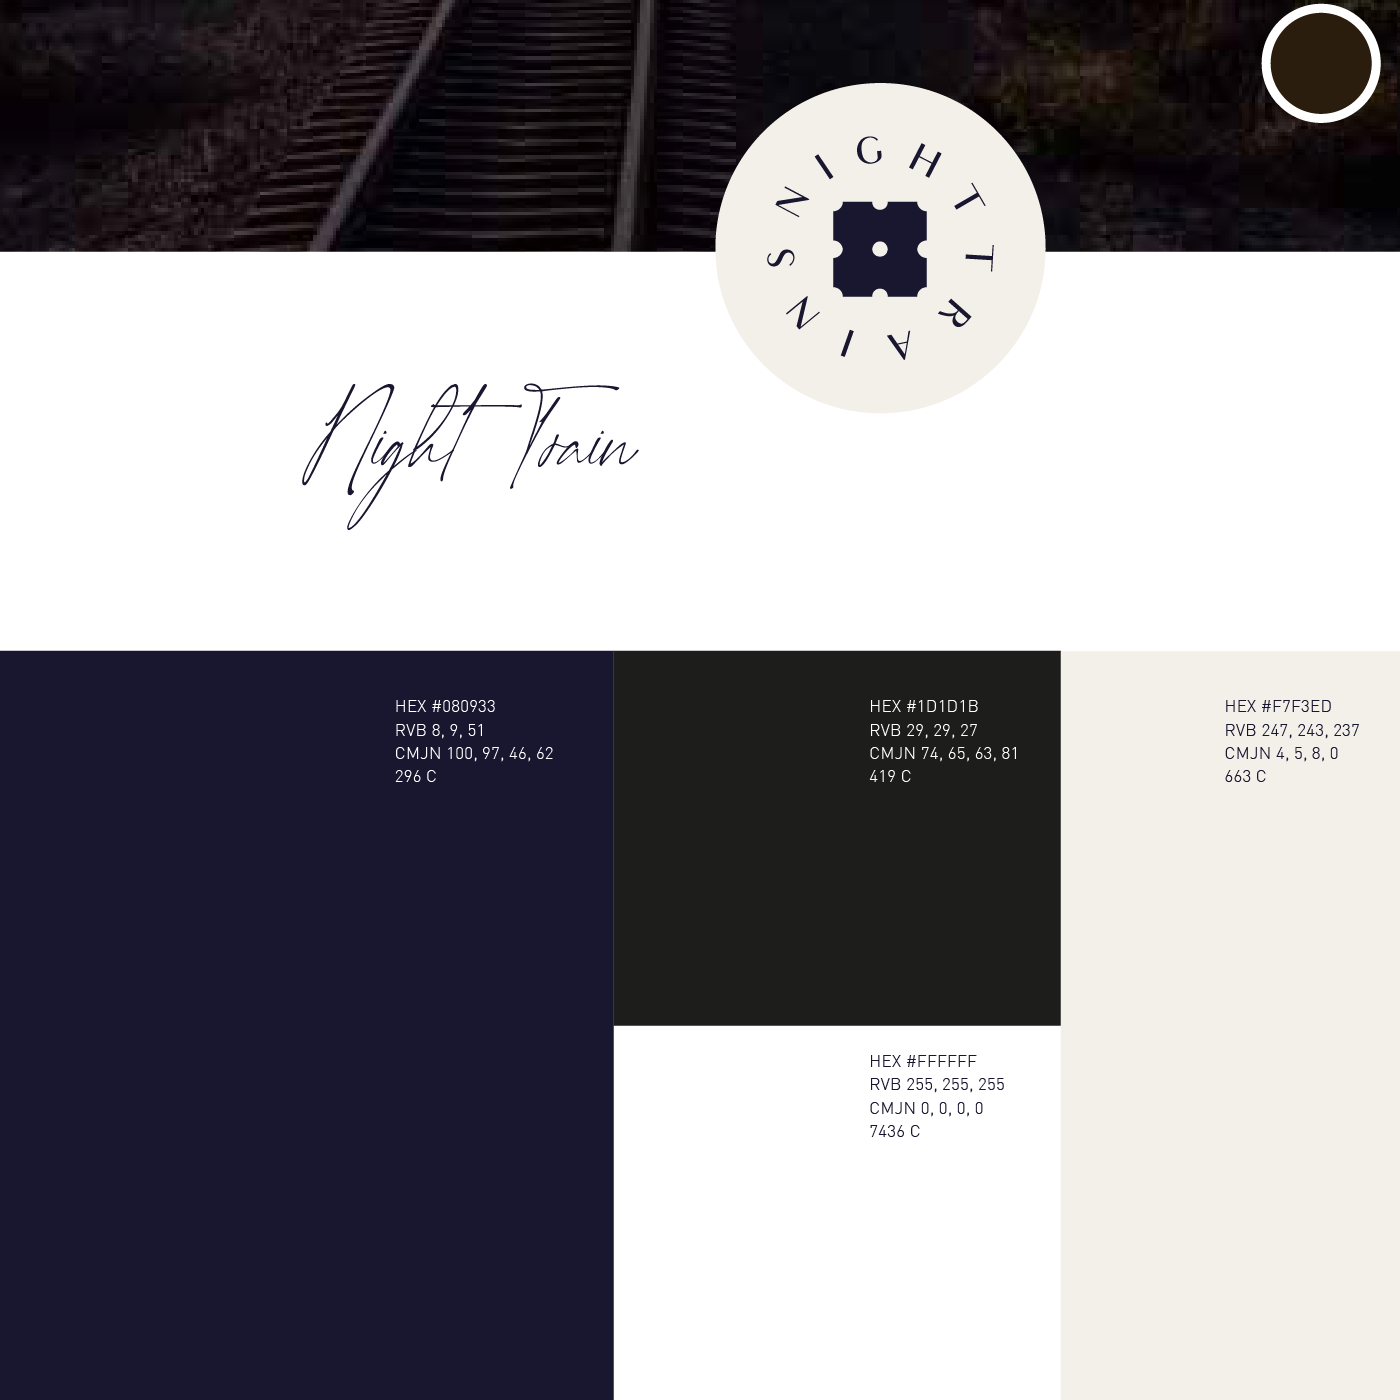 NIGHT TRAINS
Night Train
HEX #080933
RVB 8, 9, 51
CMJN 100, 97, 46, 62
296 C
HEX #1D1D1B
RVB 29, 29, 27
CMJN 74, 65, 63, 81
419 C
HEX #F7F3ED
RVB 247, 243, 237
CMJN 4, 5, 8, 0
663 C
HEX #FFFFFF
RVB 255, 255, 255
CMJN 0, 0, 0, 0
7436 C